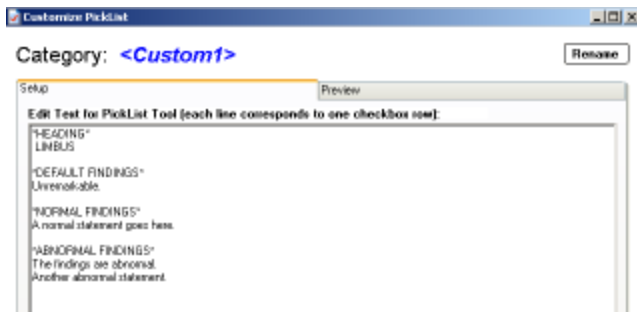 Customize PickList
Category: <Custom1>
Rename
Setup
Preview
Edit Text for PickList Tool (each line corresponds to one checkbox row):
*HEADING*
LIMBUS
*DEFAULT FINDINGS*
Unremarkable.
*NORMAL FINDINGS*
A normal statement goes here.
*ABNORMAL FINDINGS*
The findings are abnormal.
Another abnormal statement.